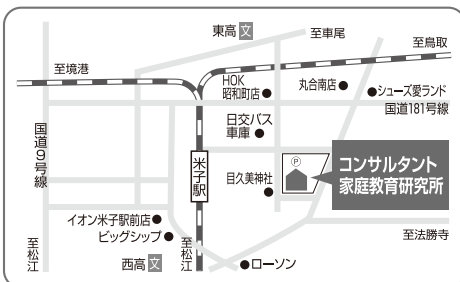 東高 文
至車尾
至鳥取
至境港
HOK
昭和町店
丸合南店
シューズ愛ランド
国道181号線
日交バス
車庫
国道9号線
米子駅
P
コンサルタント
家庭教育研究所
目久美神社
イオン米子駅前店
ビッグシップ
至松江
西高 文
至松江
ローソン
至法勝寺